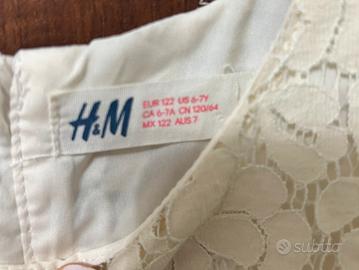 H&M
EUR 122 US 6-7Y
CA 6-7A CN 120/64
MX 122 AUS 7
subito